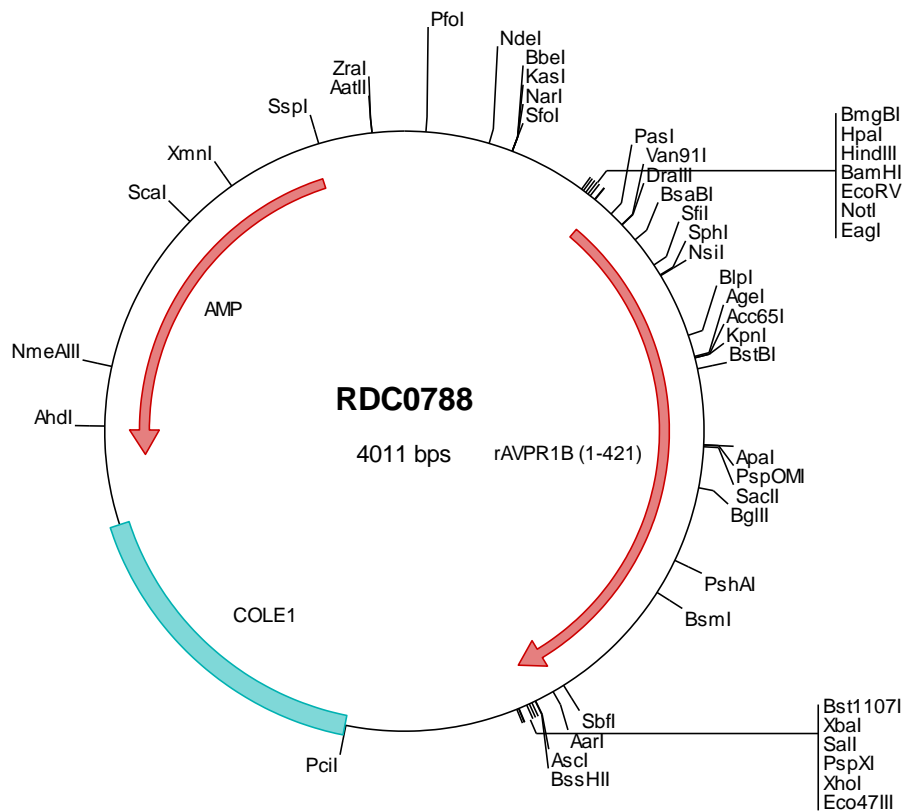 PfoI
NdeI
BbeI
KasI
NarI
SfoI
ZraI
AatII
SspI
XmnI
ScaI
NmeAIII
AhdI
PasI
Van91I
DraIII
BsaBI
SfiI
SphI
NsiI
BmgBI
HpaI
HindIII
BamHI
EcoRV
NotI
EagI
BlpI
AgeI
Acc65I
KpnI
BstBI
AMP
RDC0788
4011 bps
rAVPR1B (1-421)
ApaI
PspOMI
SacII
BglII
PshAI
BsmI
COLE1
PciI
SbfI
AarI
AscI
BssHII
Bst1107I
XbaI
SalI
PspXI
XhoI
Eco47III